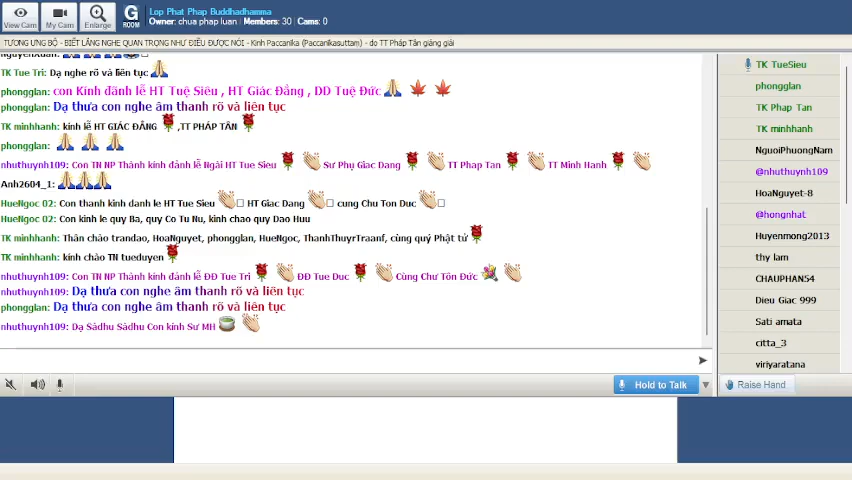 View Cam
My Cam
Enlarge
G
ROOM
Lop Phat Phap Buddhadhamma
Owner: chua phap luan / Members: 30 | Cams: 0
TƯƠNG ƯNG BỘ - BIẾT LẮNG NGHE QUAN TRỌNG NHƯ ĐIỀU ĐƯỢC NÓI - Kinh Paccanika (Paccanikasuttam) - do TT Pháp Tân giảng giải
NguyenXuan:
TK Tue Tri: Dạ nghe rõ và liên tục
phongglan: con Kính đãnh lể HT Tuệ Siêu , HT Giác Đẳng , DD Tuệ Đức
phongglan: Dạ thưa con nghe âm thanh rõ và liên tục
TK minhhanh: kính lễ HT GIÁC ĐẲNG ,TT PHÁP TÂN
phongglan:
nhuthuynh109: Con TN NP Thành kính đảnh lễ Ngài HT Tue Sieu Sư Phụ Giac Dang TT Phap Tan TT Minh Hanh
Anh2604_1:
HueNgoc 02: Con thanh kinh danh le HT Tue Sieu HT Giac Dang cung Chu Ton Duc
HueNgoc 02: Con kinh le quy Ba, quy Co Tu Nu, kinh chao quy Dao Huu
TK minhhanh: Thân chào trandao, HoaNguyet, phongglan, HueNgoc, ThanhThuyrTraanf, cùng quý Phật tử
TK minhhanh: kính chào TN tueduyen
nhuthuynh109: Con TN NP Thành kính đảnh lễ ĐĐ Tue Tri ĐĐ Tue Duc Cùng Chư Tôn Đức
nhuthuynh109: Dạ thưa con nghe âm thanh rõ và liên tục
phongglan: Dạ thưa con nghe âm thanh rõ và liên tục
nhuthuynh109: Dạ Sādhu Sādhu Con kính Sư MH
Hold to Talk
TK TueSieu
phongglan
TK Phap Tan
TK minhhanh
NguoiPhuongNam
@nhuthuynh109
HoaNguyet-8
@hongnhat
Huyenmong2013
thy lam
CHAUPHAN54
Dieu Giac 999
Sati amata
citta_3
viriyaratana
Raise Hand